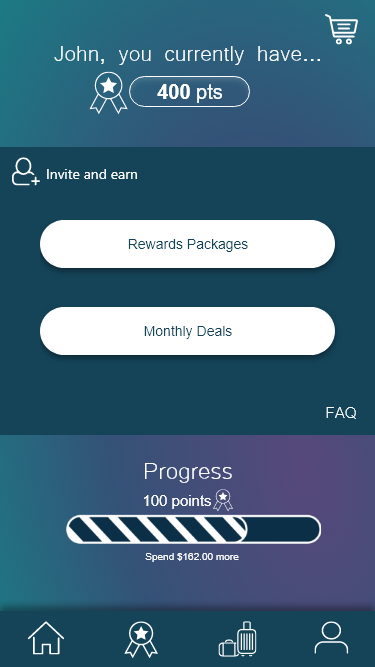 John, you currently have...
400 pts
Invite and earn
Rewards Packages
Monthly Deals
FAQ
Progress
100 points
Spend $162.00 more